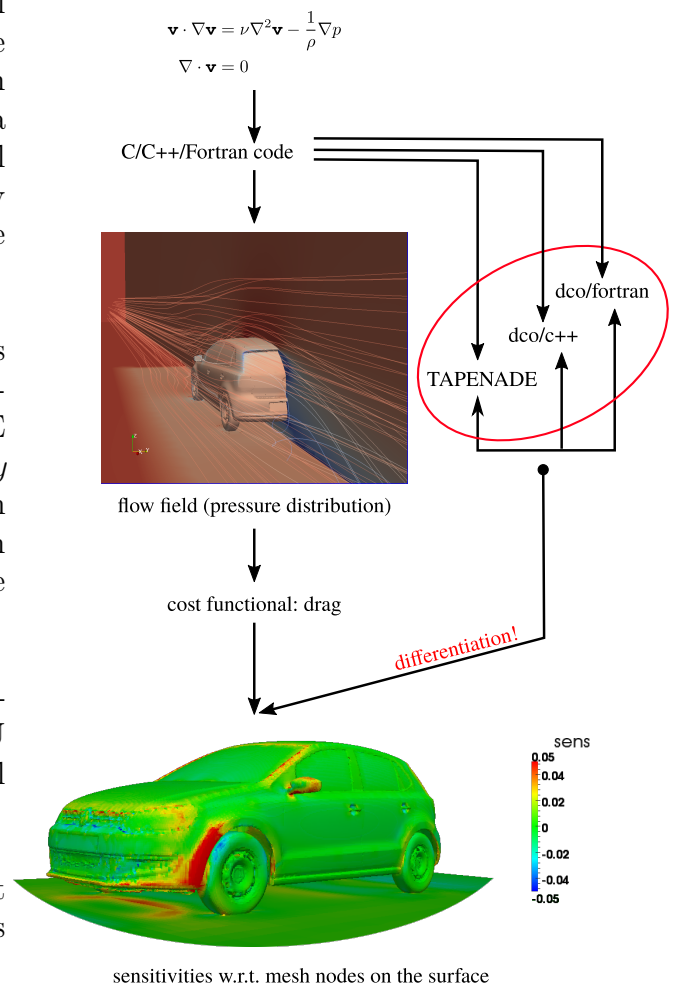 v · ∇v = ν∇²v − 1/ρ ∇p
∇ · v = 0
C/C++/Fortran code
dco/fortran
dco/c++
TAPENADE
flow field (pressure distribution)
cost functional: drag
differentiation!
sens
0.05
0.04
0.02
0
-0.02
-0.04
-0.05
sensitivities w.r.t. mesh nodes on the surface